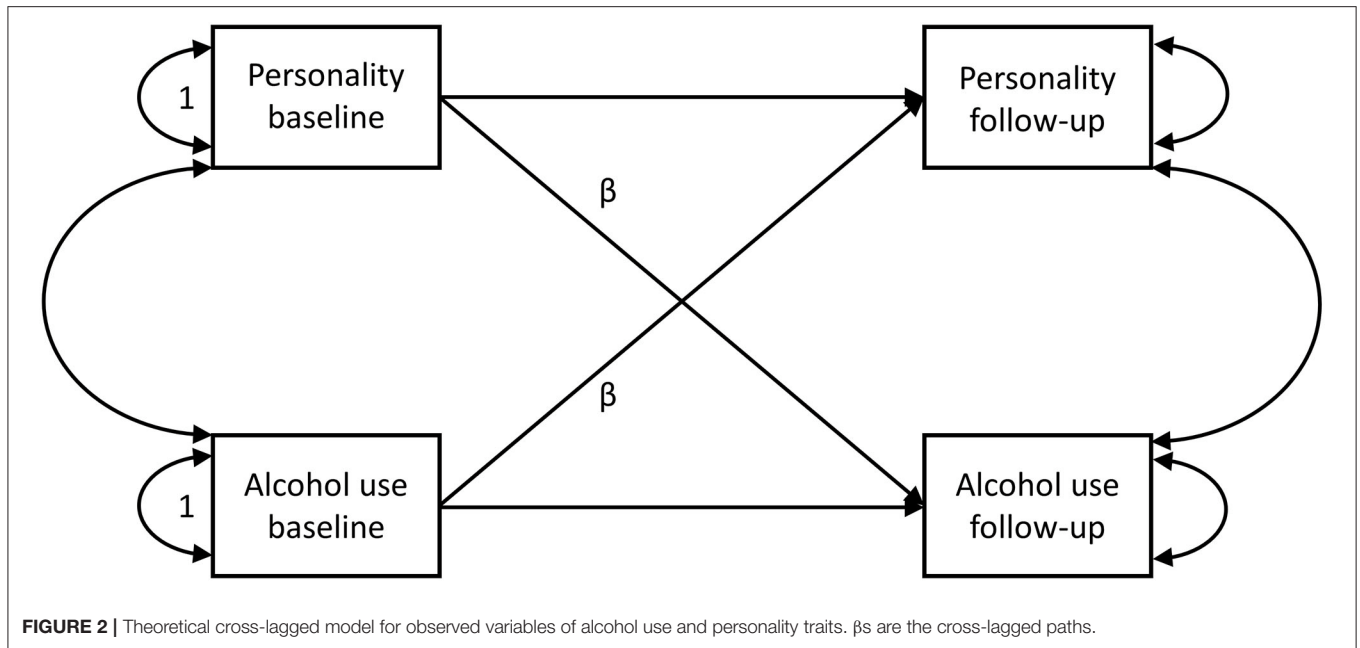 Personality
baseline
1
Personality
follow-up
β
β
Alcohol use
baseline
1
Alcohol use
follow-up
FIGURE 2 | Theoretical cross-lagged model for observed variables of alcohol use and personality traits. βs are the cross-lagged paths.